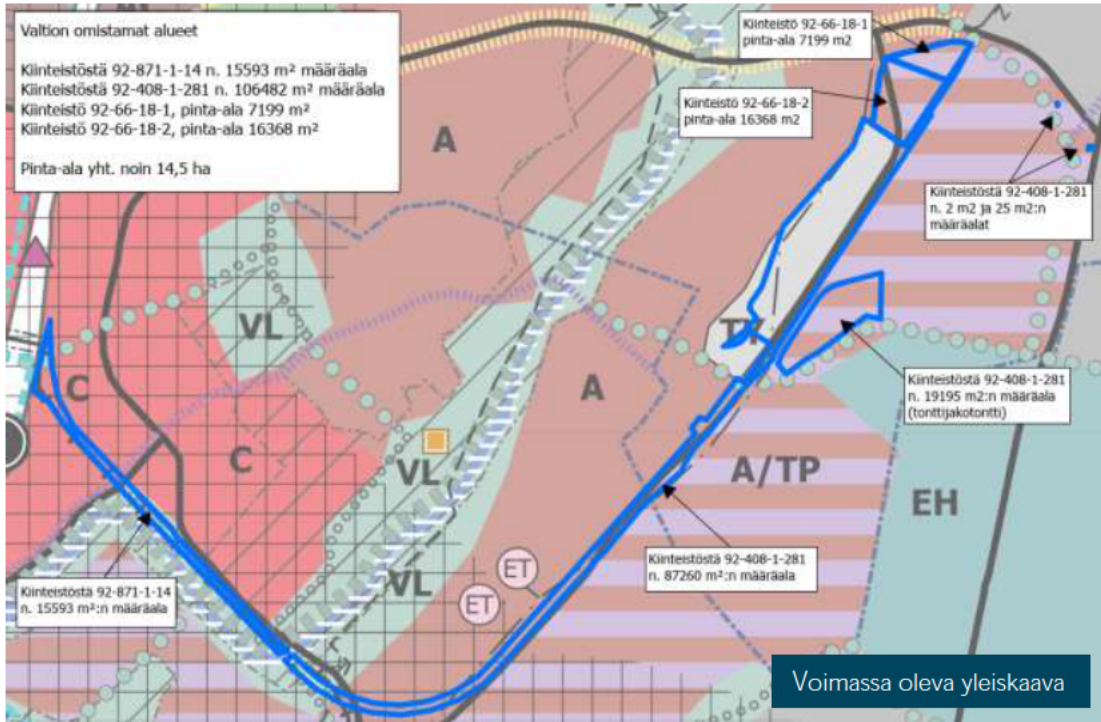 Valtion omistamat alueet
Kiinteistöstä 92-871-1-14 n. 15593 m² määräala
Kiinteistöstä 92-408-1-281 n. 106482 m² määräala
Kiinteistö 92-66-18-1, pinta-ala 7199 m²
Kiinteistö 92-66-18-2, pinta-ala 16368 m²
Pinta-ala yht. noin 14,5 ha
VL
VL
Kiinteistö 92-66-18-1
pinta-ala 7199 m2
Kiinteistö 92-66-18-2
pinta-ala 16368 m2
A
Kiinteistöstä 92-408-1-281
n. 2 m2 ja 25 m2:n
määräalat
VL
TY
A
C
Kiinteistöstä 92-408-1-281
n. 19195 m2:n määräala
(tonttijakotontti)
C
VL
A/TP
EH
Kiinteistöstä 92-408-1-281
n. 87260 m²:n määräala
ET
VL
ET
Kiinteistöstä 92-871-1-14
n. 15593 m²:n määräala
Voimassa oleva yleiskaava